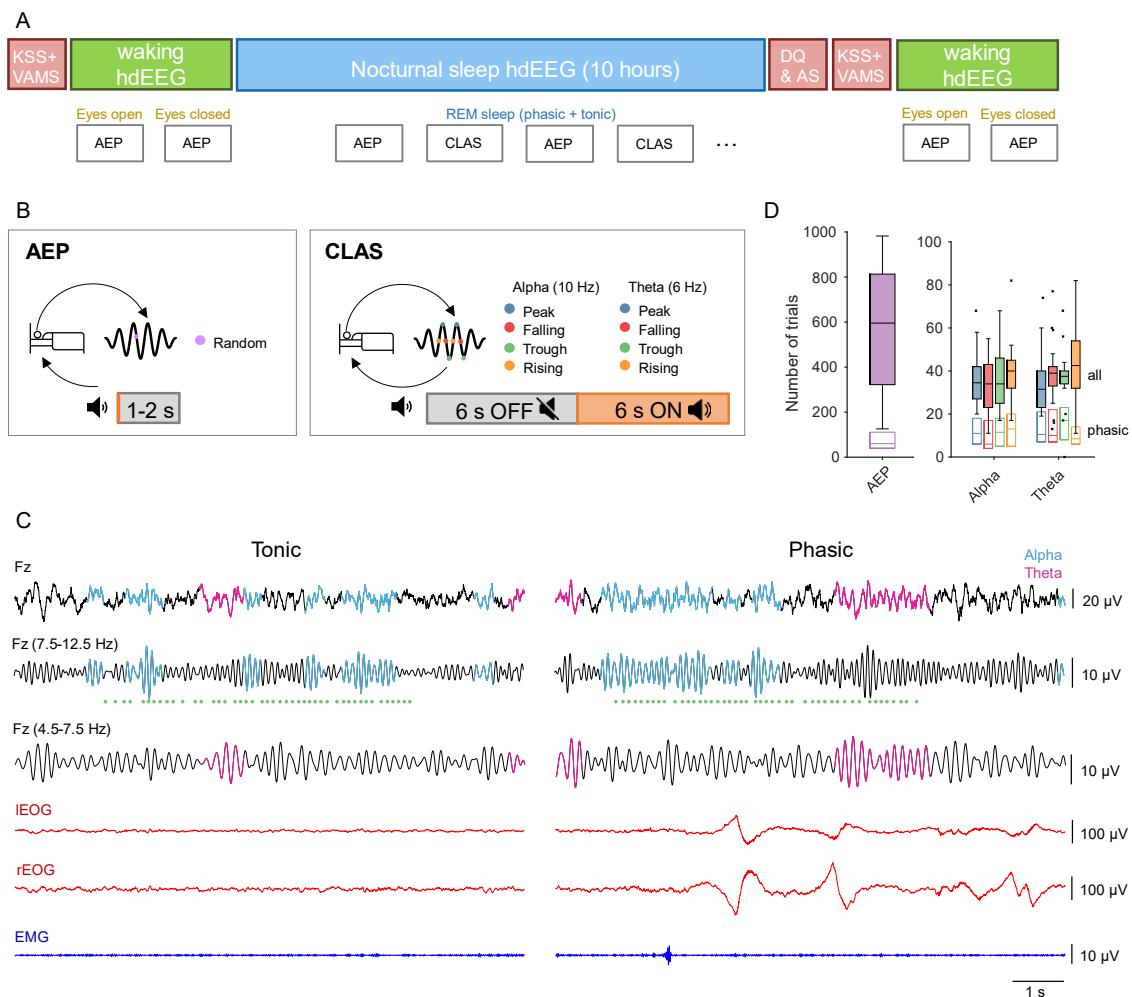 A
KSS+
VAMS
waking
hdEEG
Nocturnal sleep hdEEG (10 hours)
DQ
& AS
KSS+
VAMS
waking
hdEEG
Eyes open
Eyes closed
REM sleep (phasic + tonic)
Eyes open
Eyes closed
AEP
AEP
AEP
CLAS
AEP
CLAS
...
AEP
AEP
B
AEP
Random
1-2 s
CLAS
Alpha (10 Hz)
Peak
Falling
Trough
Rising
Theta (6 Hz)
Peak
Falling
Trough
Rising
6 s OFF
6 s ON
D
Number of trials
1000
800
600
400
200
0
AEP
100
80
60
40
20
0
all
phasic
Alpha
Theta
C
Tonic
Phasic
Alpha
Theta
Fz
20 µV
Fz (7.5-12.5 Hz)
10 µV
Fz (4.5-7.5 Hz)
10 µV
lEOG
100 µV
rEOG
100 µV
EMG
10 µV
1 s